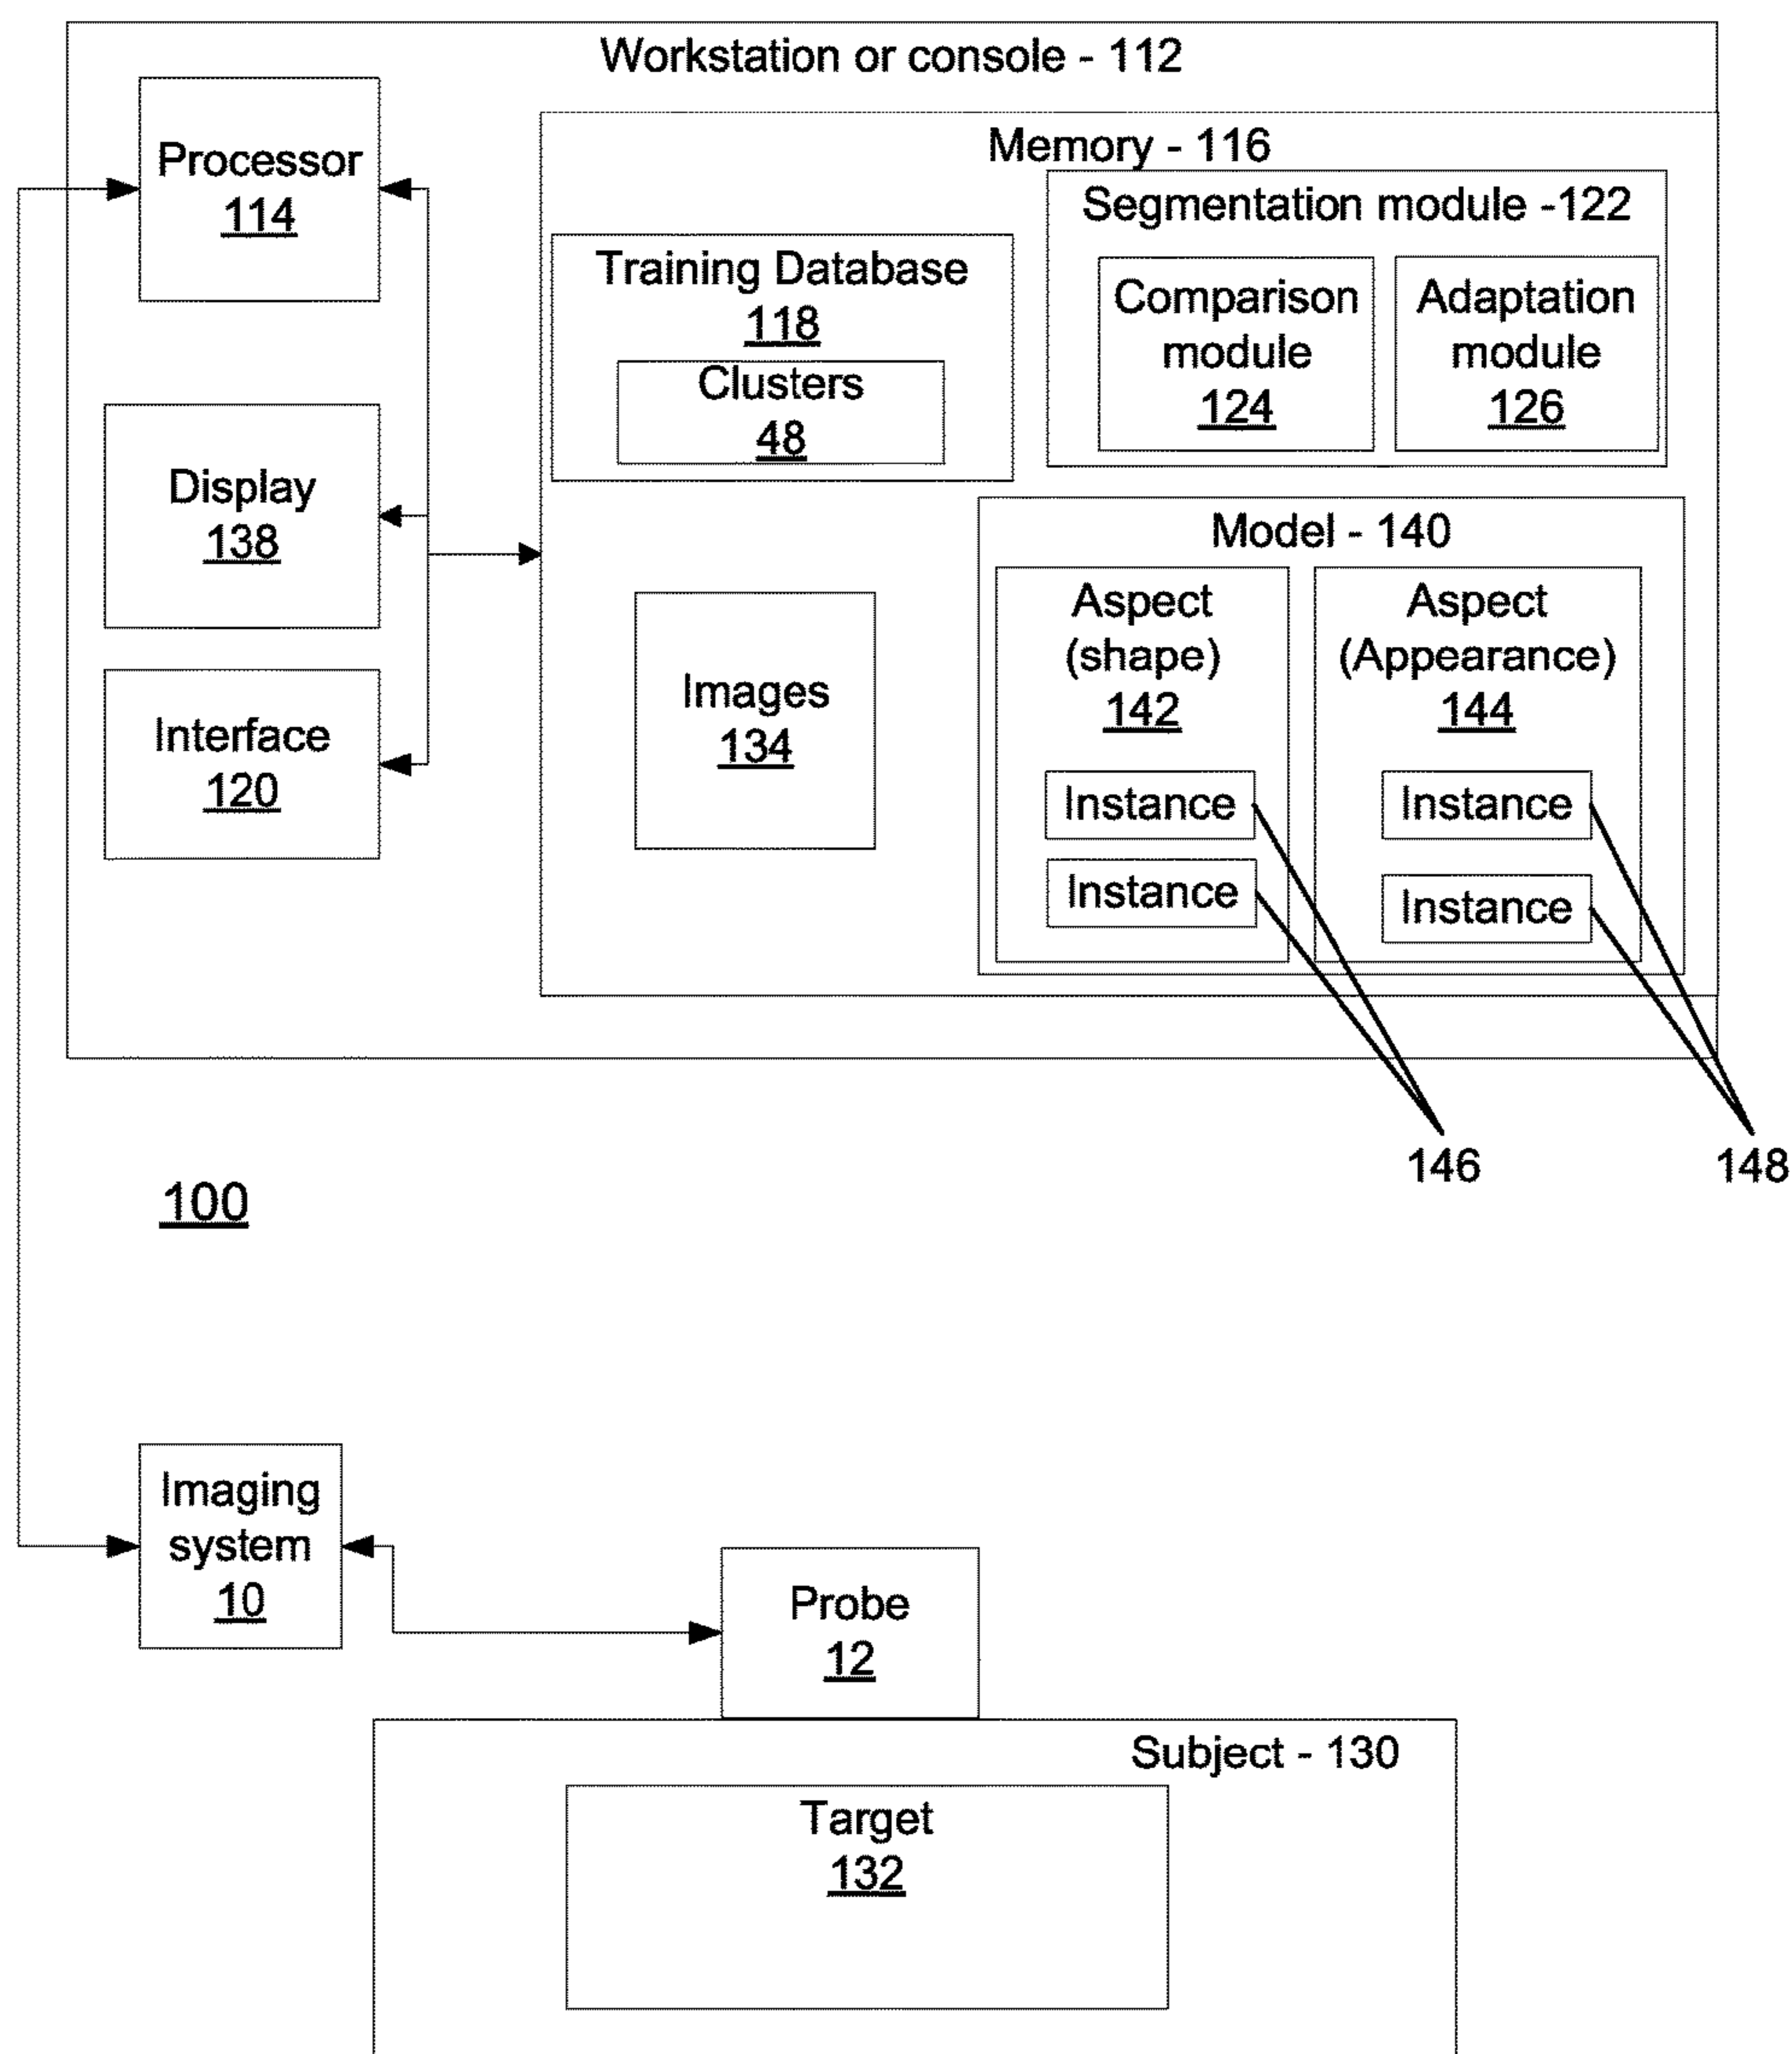 Workstation or console - 112
Processor
114
Display
138
Interface
120
Memory - 116
Training Database
118
Clusters
48
Segmentation module -122
Comparison
module
124
Adaptation
module
126
Images
134
Model - 140
Aspect
(shape)
142
Instance
Instance
Aspect
(Appearance)
144
Instance
Instance
146
148
100
Imaging
system
10
Probe
12
Subject - 130
Target
132